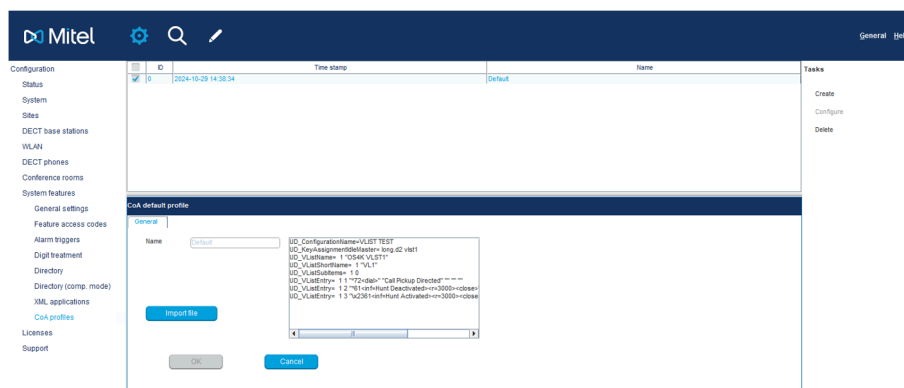 Mitel
General Hel
Configuration
Status
System
Sites
DECT base stations
WLAN
DECT phones
Conference rooms
System features
General settings
Feature access codes
Alarm triggers
Digit treatment
Directory
Directory (comp. mode)
XML applications
CoA profiles
Licenses
Support
ID Time stamp Name
0 2024-10-29 14:38:34 Default
Tasks
Create
Configure
Delete
CoA default profile
General
Name Default
UD_ConfigurationName=VLIST TEST
UD_KeyAssignmentIdleMaster= long.d2 vlst1
UD_VListName= 1 "OS4K VLST1"
UD_VListShortName= 1 "VL1"
UD_VListSubItems= 1 0
UD_VListEntry= 1 1 "*72<dial>" "Call Pickup Directed" "" "" ""
UD_VListEntry= 1 2 "*61<inf=Hunt Deactivated><r=3000><close>
UD_VListEntry= 1 3 "\x2361<inf=Hunt Activated><r=3000><close
Import file
OK Cancel